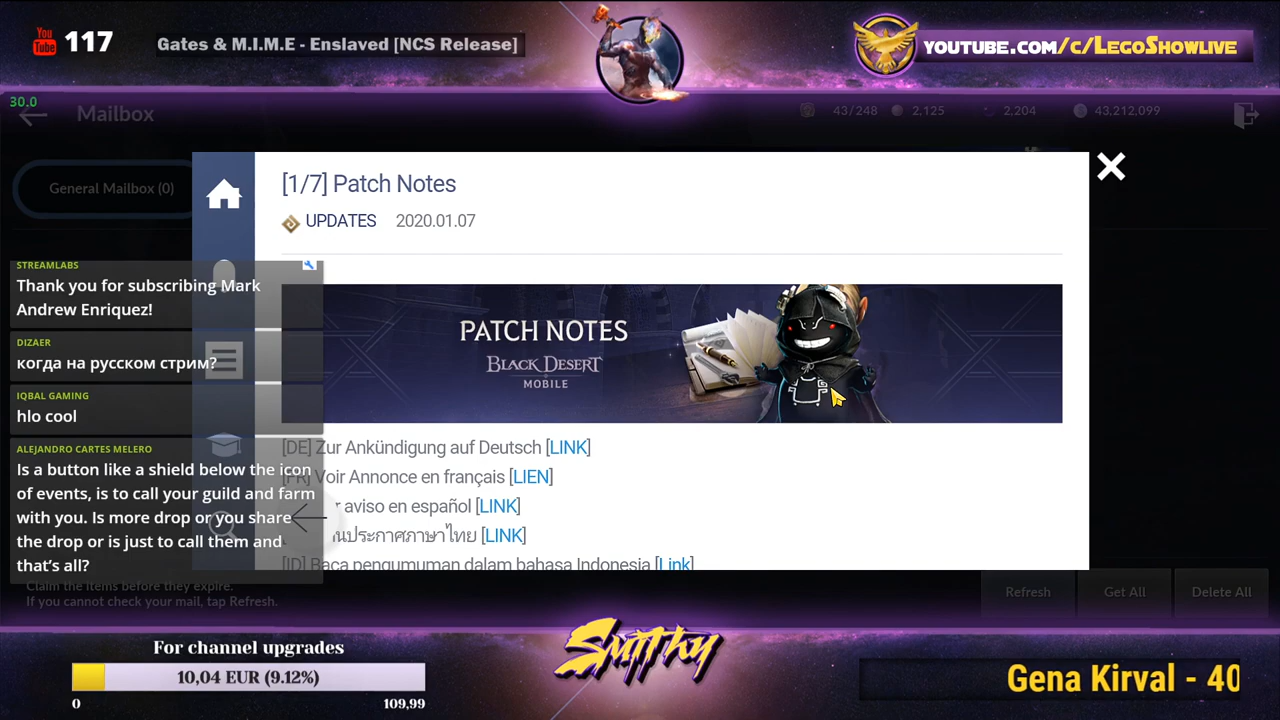 You Tube 117
Gates & M.I.M.E - Enslaved [NCS Release]
YOUTUBE.COM/C/LEGOSHOWLIVE
30.0
Mailbox
43/248 2,125 2,204 43,212,099
General Mailbox (0)
[1/7] Patch Notes
UPDATES 2020.01.07
PATCH NOTES
BLACK DESERT
MOBILE
[DE] Zur Ankündigung auf Deutsch [LINK]
[FR] Voir Annonce en français [LIEN]
r aviso en español [LINK]
นประกาศภาษาไทย [LINK]
[ID] Baca pengumuman dalam bahasa Indonesia [Link]
STREAMLABS
Thank you for subscribing Mark
Andrew Enriquez!
DIZAER
когда на русском стрим?
IQBAL GAMING
hlo cool
ALEJANDRO CARTES MELERO
Is a button like a shield below the icon
of events, is to call your guild and farm
with you. Is more drop or you share
the drop or is just to call them and
that's all?
Claim the items before they expire.
If you cannot check your mail, tap Refresh.
Refresh Get All Delete All
For channel upgrades
10,04 EUR (9.12%)
0 109,99
Smithy
Gena Kirval - 40